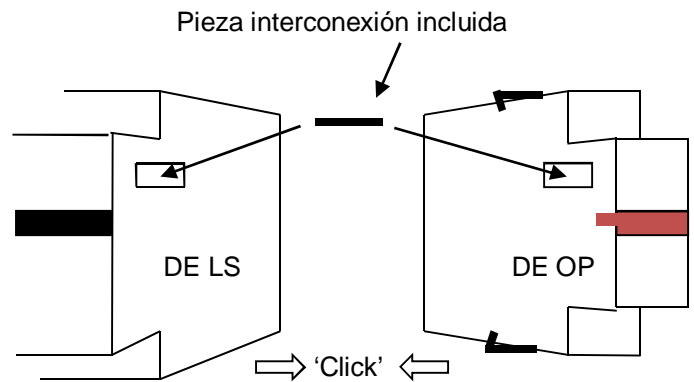 Pieza interconexión incluida
DE LS
DE OP
‘Click’